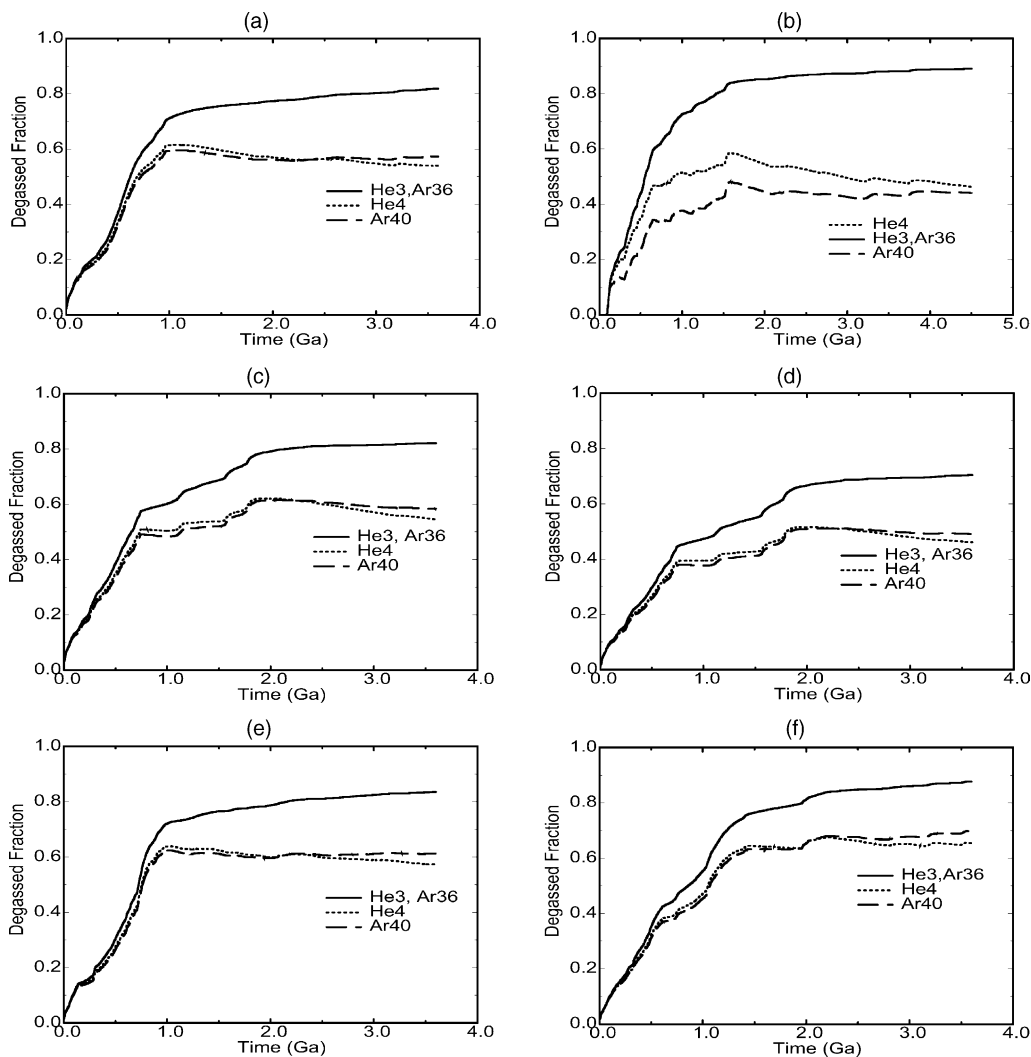 (a)
1.0
0.8
0.6
0.4
0.2
0.0
Degassed Fraction
He3,Ar36
He4
Ar40
0.0 1.0 2.0 3.0 4.0
Time (Ga)
(b)
1.0
0.8
0.6
0.4
0.2
0.0
Degassed Fraction
He4
He3,Ar36
Ar40
0.0 1.0 2.0 3.0 4.0 5.0
Time (Ga)
(c)
1.0
0.8
0.6
0.4
0.2
0.0
Degassed Fraction
He3, Ar36
He4
Ar40
0.0 1.0 2.0 3.0 4.0
Time (Ga)
(d)
1.0
0.8
0.6
0.4
0.2
0.0
Degassed Fraction
He3, Ar36
He4
Ar40
0.0 1.0 2.0 3.0 4.0
Time (Ga)
(e)
1.0
0.8
0.6
0.4
0.2
0.0
Degassed Fraction
He3, Ar36
He4
Ar40
0.0 1.0 2.0 3.0 4.0
Time (Ga)
(f)
1.0
0.8
0.6
0.4
0.2
0.0
Degassed Fraction
He3,Ar36
He4
Ar40
0.0 1.0 2.0 3.0 4.0
Time (Ga)